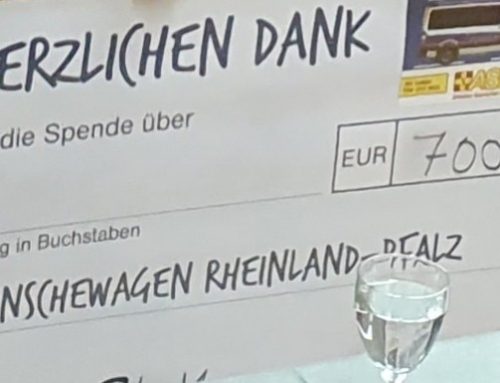 ERZLICHEN DANK
die Spende über
EUR 700
g in Buchstaben
NSCHEWAGEN RHEINLAND-PFALZ